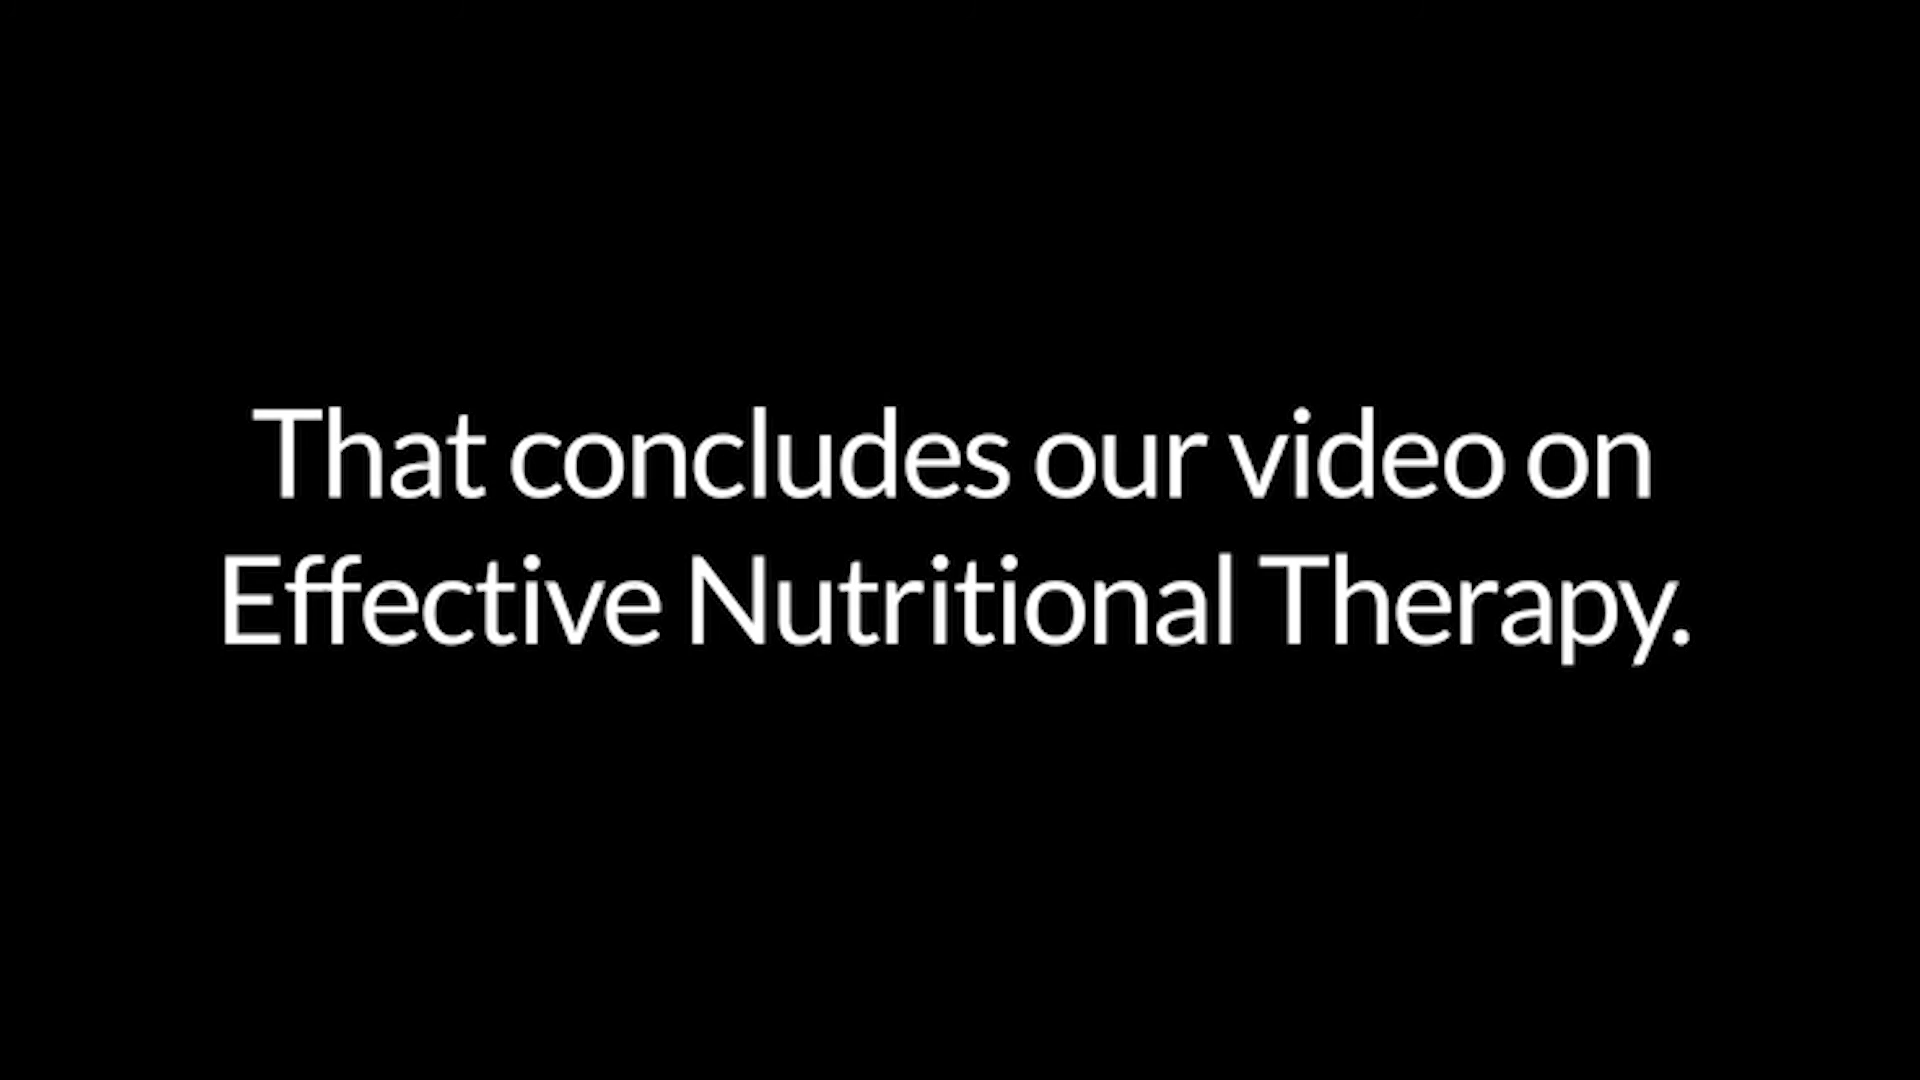 That concludes our video on
Effective Nutritional Therapy.